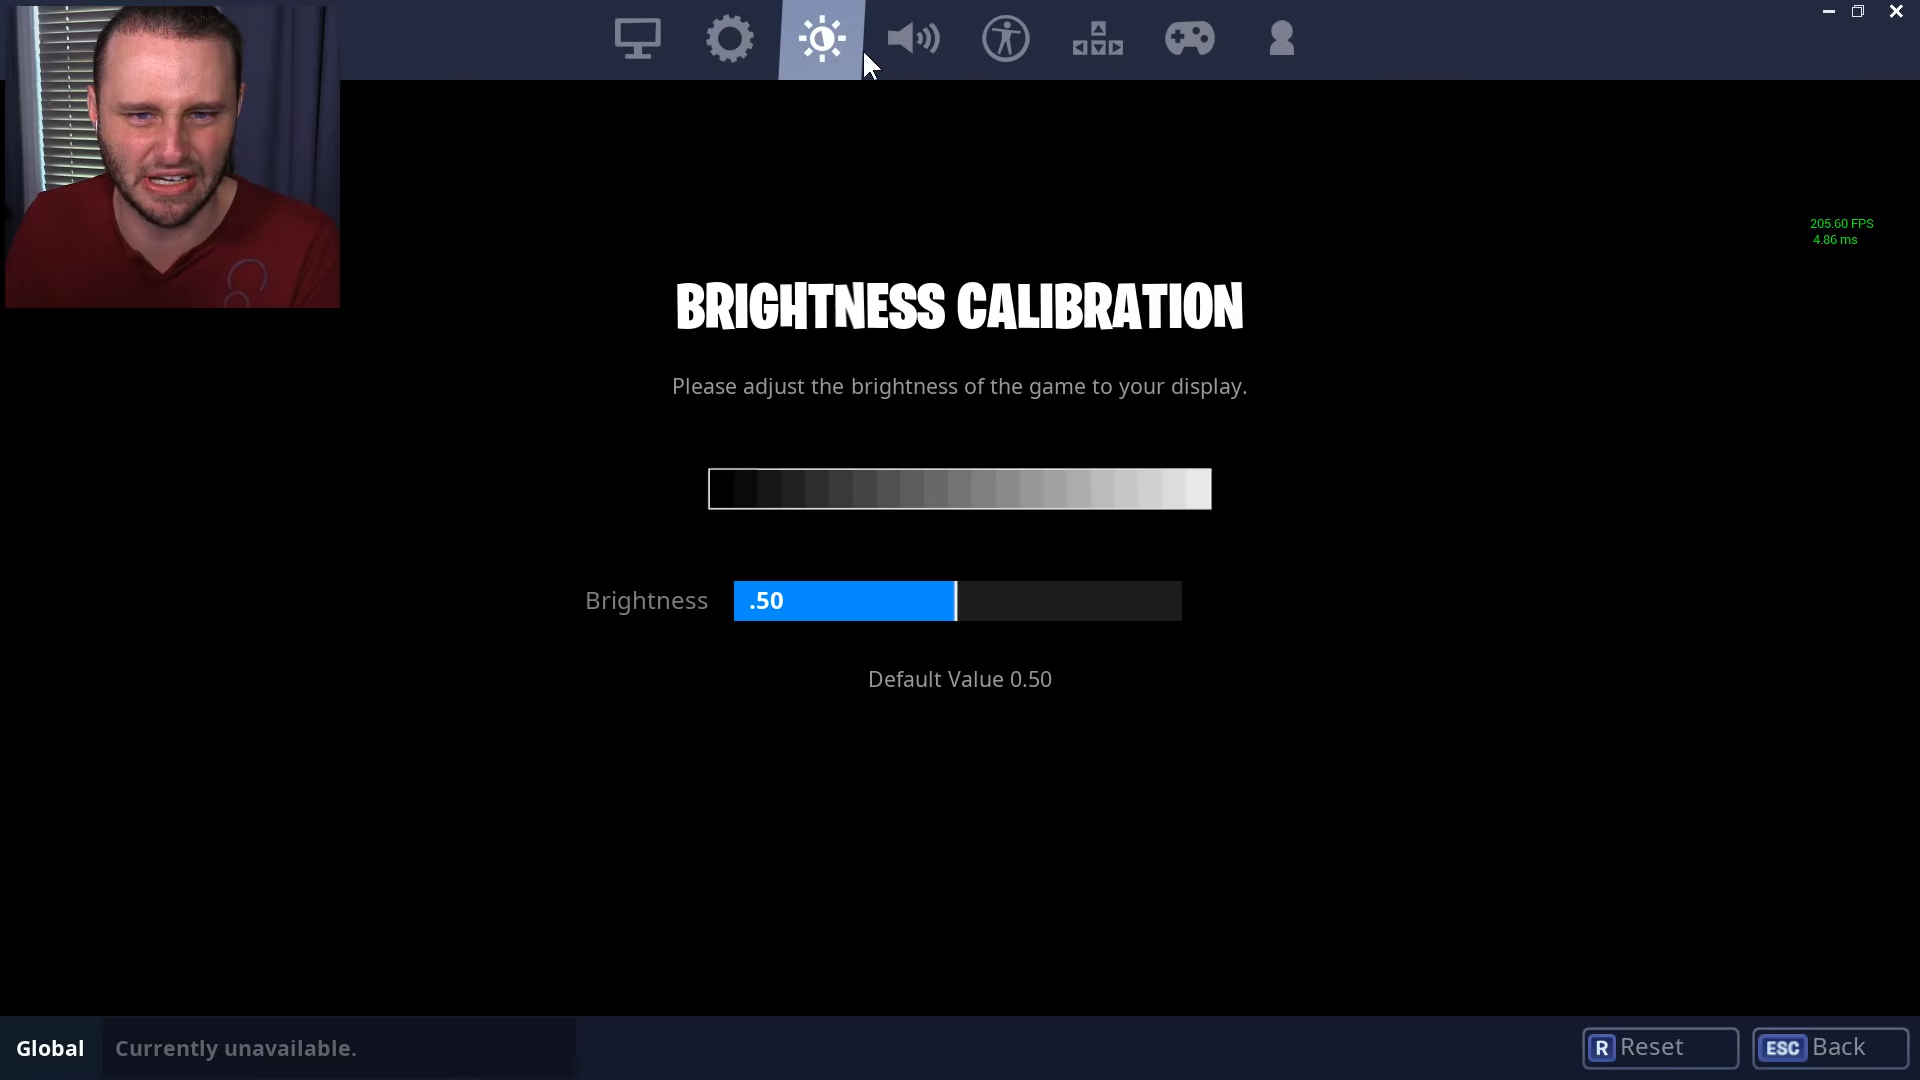 205.60 FPS
4.86 ms
BRIGHTNESS CALIBRATION
Please adjust the brightness of the game to your display.
Brightness .50
Default Value 0.50
Global Currently unavailable.
R Reset ESC Back